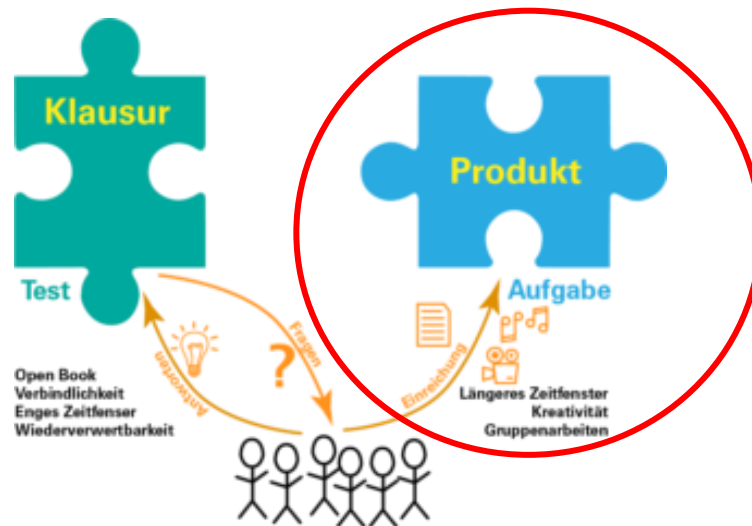 Klausur
Test
Open Book
Verbindlichkeit
Enges Zeitfenser
Wiederverwertbarkeit
Antworten
Fragen
?
Produkt
Aufgabe
Einreichung
Längeres Zeitfenster
Kreativität
Gruppenarbeiten